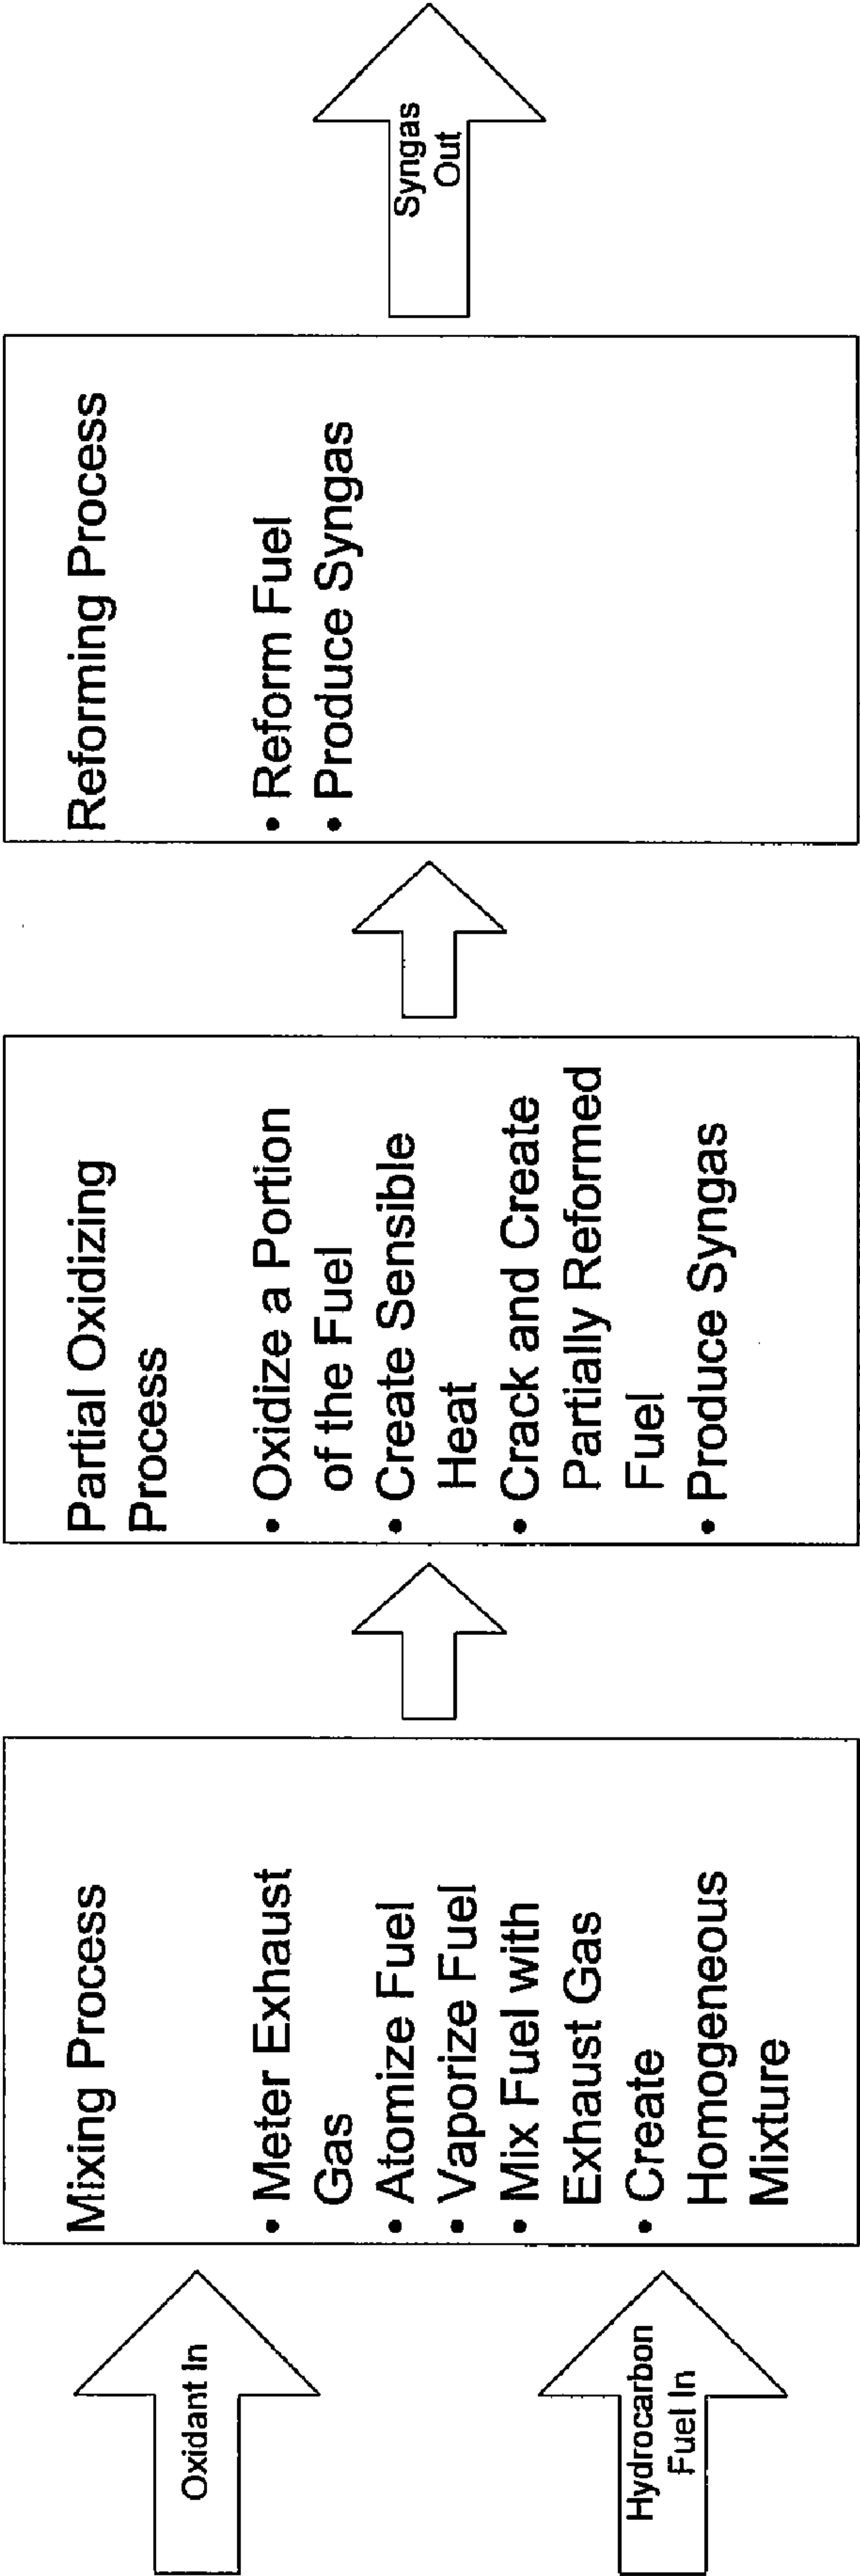 Oxidant In
Hydrocarbon
Fuel In
Mixing Process
• Meter Exhaust
Gas
• Atomize Fuel
• Vaporize Fuel
• Mix Fuel with
Exhaust Gas
• Create
Homogeneous
Mixture
Partial Oxidizing
Process
• Oxidize a Portion
of the Fuel
• Create Sensible
Heat
• Crack and Create
Partially Reformed
Fuel
• Produce Syngas
Reforming Process
• Reform Fuel
• Produce Syngas
Syngas
Out